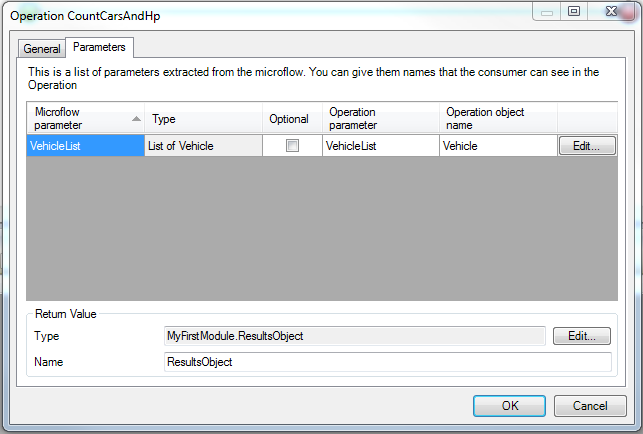 Operation CountCarsAndHp
General Parameters
This is a list of parameters extracted from the microflow. You can give them names that the consumer can see in the
Operation
Microflow parameter Type Optional Operation parameter Operation object name
VehicleList List of Vehicle VehicleList Vehicle Edit...
Return Value
Type MyFirstModule.ResultsObject Edit...
Name ResultsObject
OK Cancel